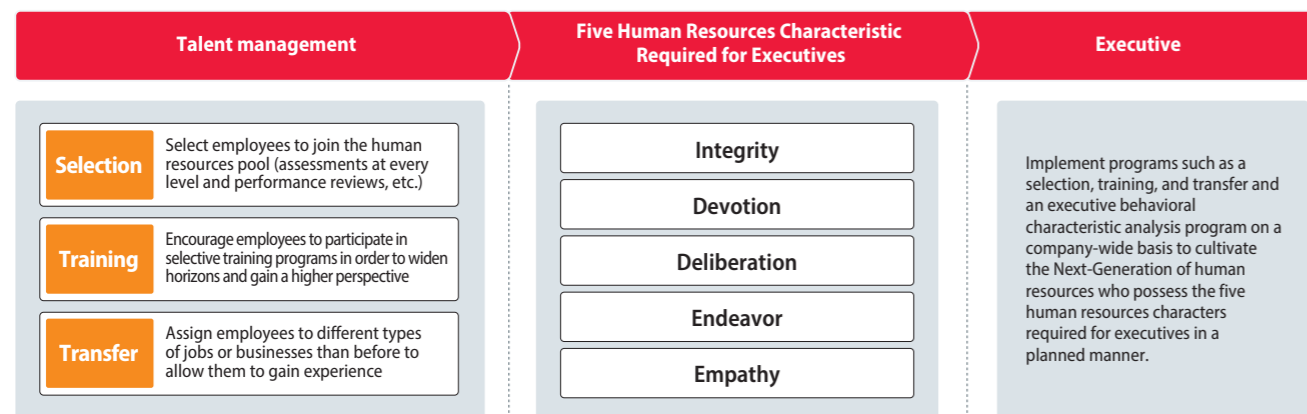 Talent management
Five Human Resources Characteristic
Required for Executives
Executive
Selection
Select employees to join the human
resources pool (assessments at every
level and performance reviews, etc.)
Training
Encourage employees to participate in
selective training programs in order to widen
horizons and gain a higher perspective
Transfer
Assign employees to different types
of jobs or businesses than before to
allow them to gain experience
Integrity
Devotion
Deliberation
Endeavor
Empathy
Implement programs such as a
selection, training, and transfer and
an executive behavioral
characteristic analysis program on a
company-wide basis to cultivate
the Next-Generation of human
resources who possess the five
human resources characters
required for executives in a
planned manner.